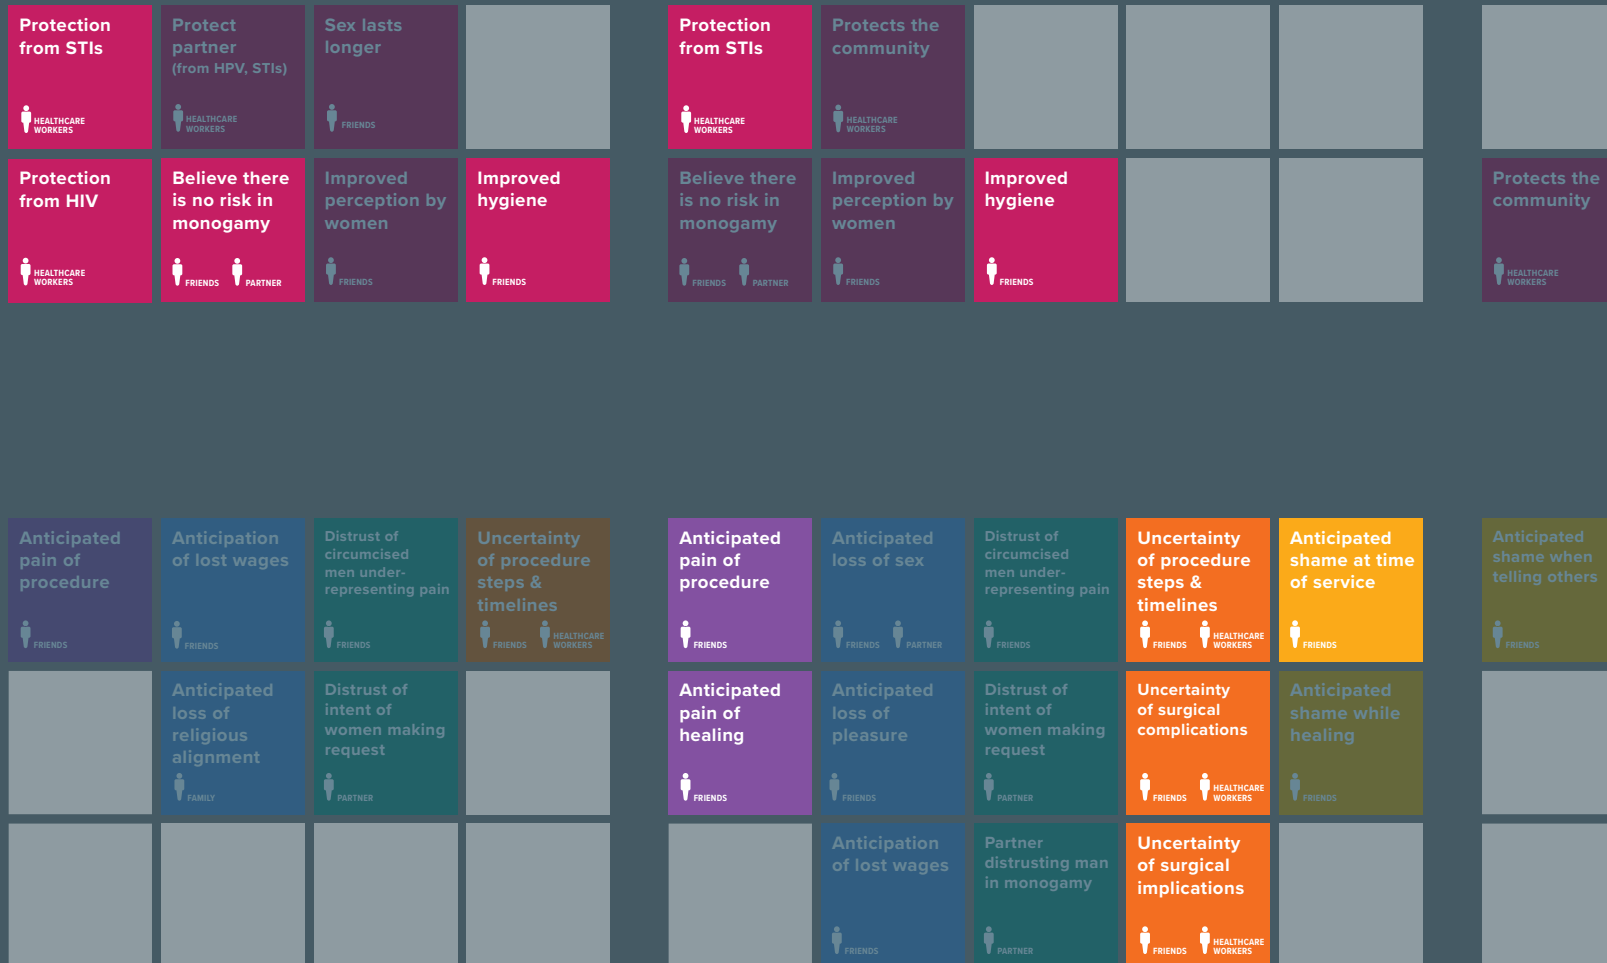 Protection
from STIs
HEALTHCARE
WORKERS
Protect
partner
(from HPV, STIs)
HEALTHCARE
WORKERS
Sex lasts
longer
FRIENDS
Protection
from STIs
HEALTHCARE
WORKERS
Protects the
community
HEALTHCARE
WORKERS
Protection
from HIV
HEALTHCARE
WORKERS
Believe there
is no risk in
monogamy
FRIENDS PARTNER
Improved
perception by
women
FRIENDS
Improved
hygiene
FRIENDS
Believe there
is no risk in
monogamy
FRIENDS PARTNER
Improved
perception by
women
FRIENDS
Improved
hygiene
FRIENDS
Protects the
community
HEALTHCARE
WORKERS
Anticipated
pain of
procedure
FRIENDS
Anticipation
of lost wages
FRIENDS
Distrust of
circumcised
men under-
representing pain
FRIENDS
Uncertainty
of procedure
steps &
timelines
FRIENDS HEALTHCARE
WORKERS
Anticipated
pain of
procedure
FRIENDS
Anticipated
loss of sex
FRIENDS PARTNER
Distrust of
circumcised
men under-
representing pain
FRIENDS
Uncertainty
of procedure
steps &
timelines
FRIENDS HEALTHCARE
WORKERS
Anticipated
shame at time
of service
FRIENDS
Anticipated
shame when
telling others
FRIENDS
Anticipated
loss of
religious
alignment
FAMILY
Distrust of
intent of
women making
request
PARTNER
Anticipated
pain of
healing
FRIENDS
Anticipated
loss of
pleasure
FRIENDS
Distrust of
intent of
women making
request
PARTNER
Uncertainty
of surgical
complications
FRIENDS HEALTHCARE
WORKERS
Anticipated
shame while
healing
FRIENDS
Anticipation
of lost wages
FRIENDS
Partner
distrusting man
in monogamy
PARTNER
Uncertainty
of surgical
implications
FRIENDS HEALTHCARE
WORKERS